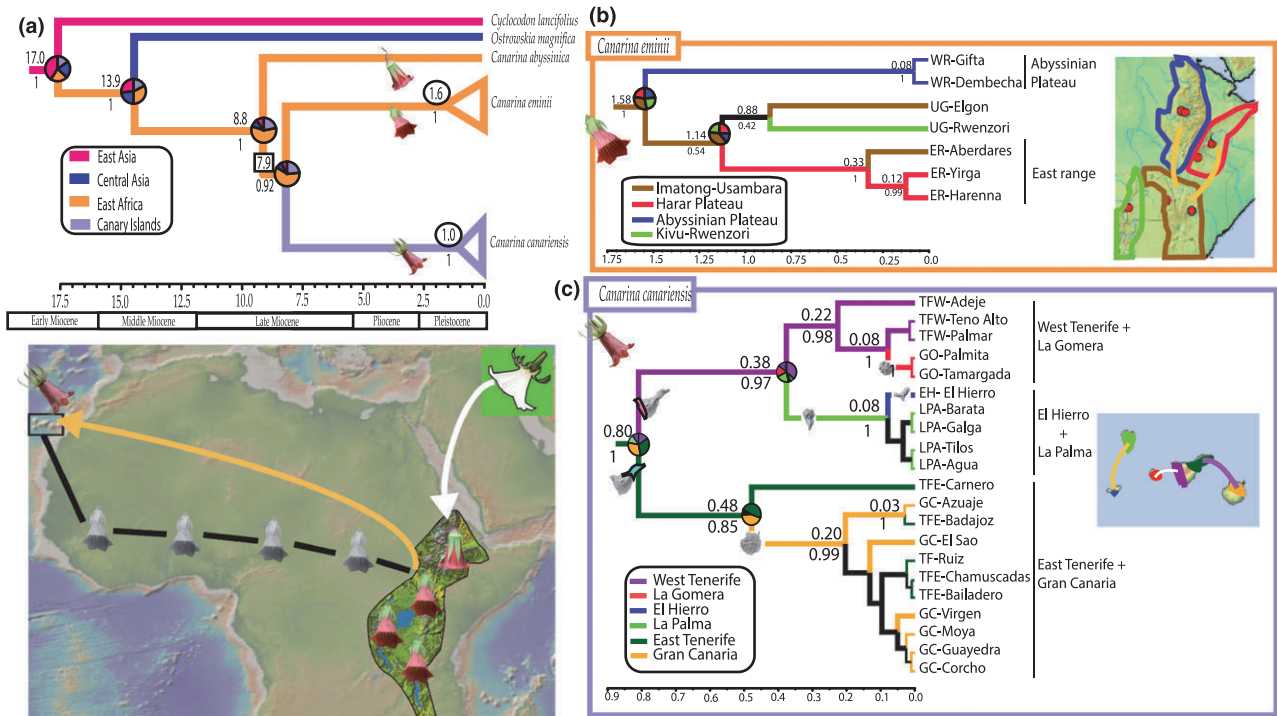 (a)
Cyclocodon lancifolius
Ostrowskia magnifica
Canarina abyssinica
Canarina eminii
Canarina canariensis
17.0
1
13.9
1
8.8
1
7.9
0.92
1.6
1
1.0
1
East Asia
Central Asia
East Africa
Canary Islands
17.5 15.0 12.5 10.0 7.5 5.0 2.5 0.0
Early Miocene Middle Miocene Late Miocene Pliocene Pleistocene
(b)
Canarina eminii
1.58
1
1.14
0.54
0.08
1
0.88
0.42
0.33
1
0.12
0.99
WR-Gifta
WR-Dembecha
UG-Elgon
UG-Rwenzori
ER-Aberdares
ER-Yirga
ER-Harenna
Abyssinian
Plateau
East range
Imatong-Usambara
Harar Plateau
Abyssinian Plateau
Kivu-Rwenzori
1.75 1.5 1.25 1.0 0.75 0.5 0.25 0.0
(c)
Canarina canariensis
0.80
1
0.38
0.97
0.22
0.98
0.08
1
1
0.08
1
0.48
0.85
0.20
0.99
0.03
1
TFW-Adeje
TFW-Teno Alto
TFW-Palmar
GO-Palmita
GO-Tamargada
EH- El Hierro
LPA-Barata
LPA-Galga
LPA-Tilos
LPA-Agua
TFE-Carnero
GC-Azuaje
TFE-Badajoz
GC-El Sao
TF-Ruiz
TFE-Chamuscadas
TFE-Bailadero
GC-Virgen
GC-Moya
GC-Guayedra
GC-Corcho
West Tenerife +
La Gomera
El Hierro
+
La Palma
East Tenerife +
Gran Canaria
West Tenerife
La Gomera
El Hierro
La Palma
East Tenerife
Gran Canaria
0.9 0.8 0.7 0.6 0.5 0.4 0.3 0.2 0.1 0.0